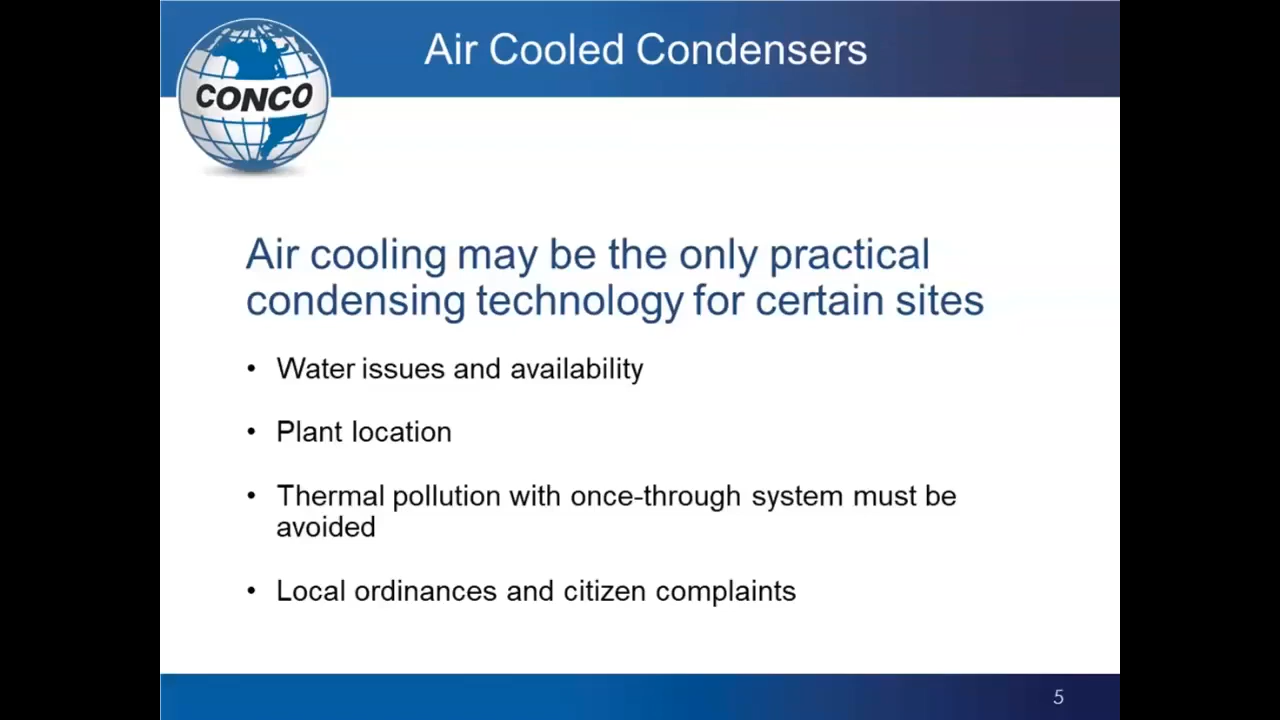 Air Cooled Condensers
CONCO
Air cooling may be the only practical
condensing technology for certain sites
• Water issues and availability
• Plant location
• Thermal pollution with once-through system must be
avoided
• Local ordinances and citizen complaints
5